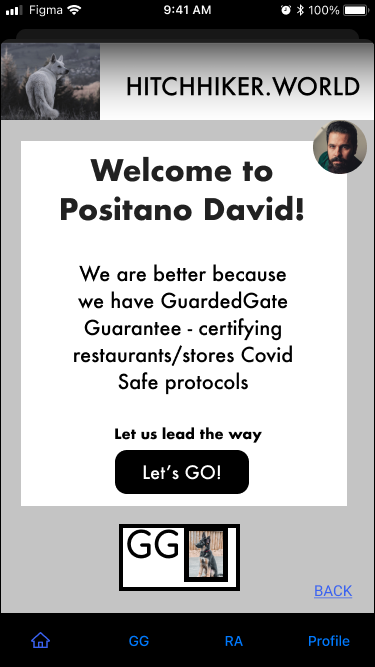 Figma 9:41 AM 100%
HITCHHIKER.WORLD
Welcome to
Positano David!
We are better because
we have GuardedGate
Guarantee - certifying
restaurants/stores Covid
Safe protocols
Let us lead the way
Let's GO!
GG
BACK
GG RA Profile